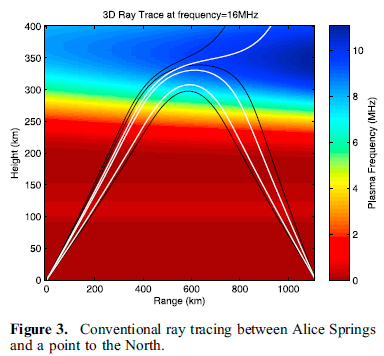 3D Ray Trace at frequency=16MHz
400
350
300
250
200
150
100
50
0
Height (km)
0 200 400 600 800 1000
Range (km)
10
8
6
4
2
0
Plasma Frequency (MHz)
Figure 3. Conventional ray tracing between Alice Springs
and a point to the North.